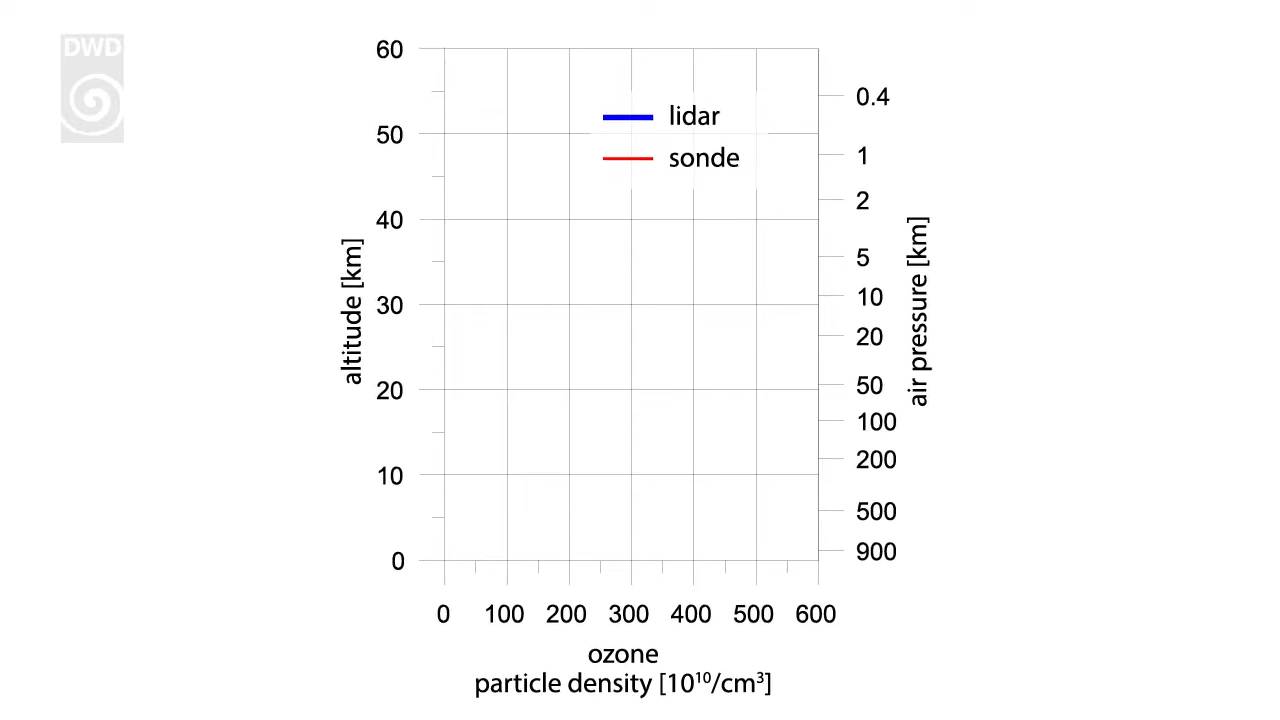 DWD
60
50
40
30
20
10
0
altitude [km]
lidar
sonde
0.4
1
2
5
10
20
50
100
200
500
900
air pressure [km]
0 100 200 300 400 500 600
ozone
particle density [10¹⁰/cm³]